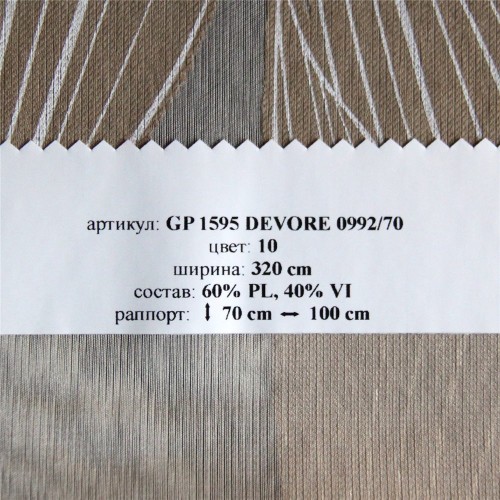 артикул: GP 1595 DEVORE 0992/70
цвет: 10
ширина: 320 cm
состав: 60% PL, 40% VI
раппорт: ↕ 70 cm ↔ 100 cm